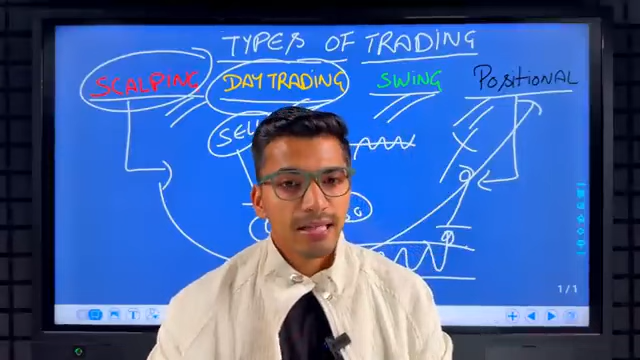 TYPES OF TRADING
SCALPING DAY TRADING SWING POSITIONAL
1/1